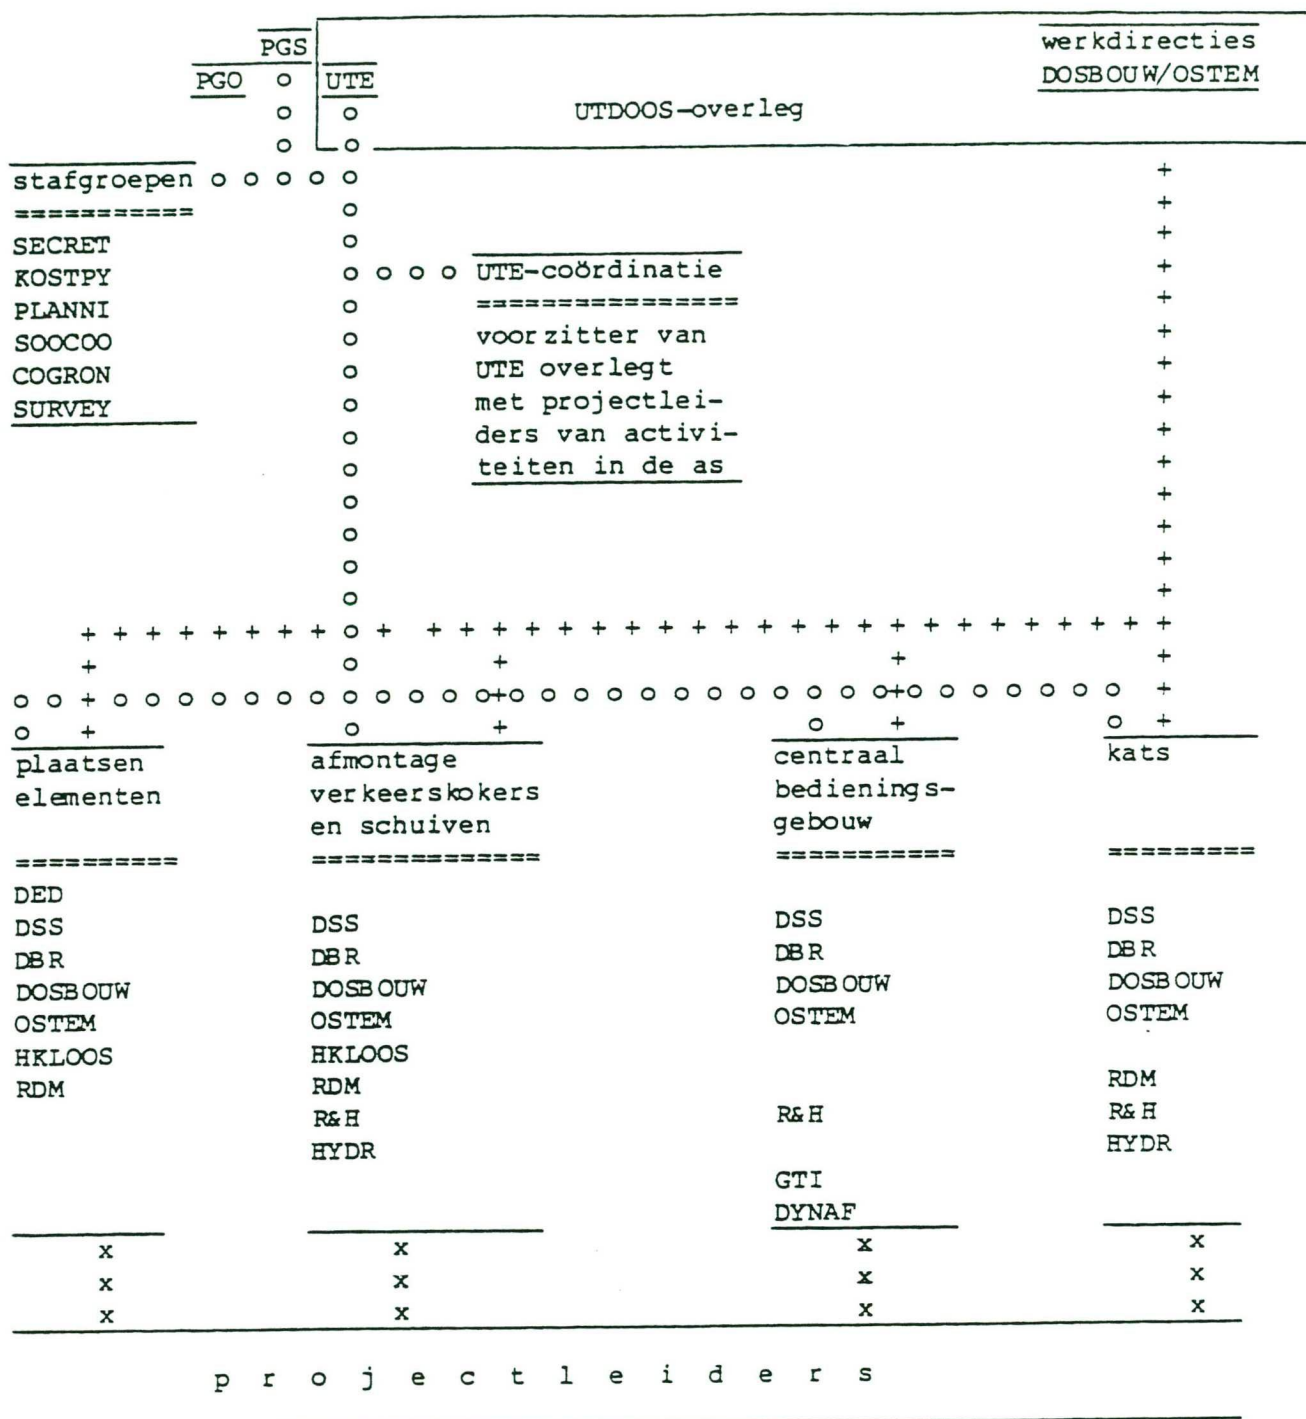 PGS
werkdirecties
PGO o UTE
DOSBOUW/OSTEM
o o
UTDOOS-overleg
o o
stafgroepen o o o o o +
=========== o +
SECRET o +
KOSTPY o o o o UTE-coördinatie +
PLANNI o ================ +
SOOCOO o voorzitter van +
COGRON o UTE overlegt +
SURVEY o met projectlei- +
o ders van activi- +
o teiten in de as +
o +
o +
o +
o +
+ + + + + + + + o + + + + + + + + + + + + + + + + + + + + + + + + +
+ o + + +
o o + o o o o o o o o o o o o+o o o o o o o o o o o o+o o o o o o o +
o + o + o + o +
plaatsen afmontage centraal kats
elementen verkeerskokers bedienings-
en schuiven gebouw
========== ============== =========== =========
DED
DSS DSS DSS DSS
DBR DBR DBR DBR
DOSBOUW DOSBOUW DOSBOUW DOSBOUW
OSTEM OSTEM OSTEM OSTEM
HKLOOS HKLOOS
RDM RDM RDM
R&H R&H R&H
HYDR HYDR
GTI
DYNAF
x x x x
x x x x
x x x x
p r o j e c t l e i d e r s